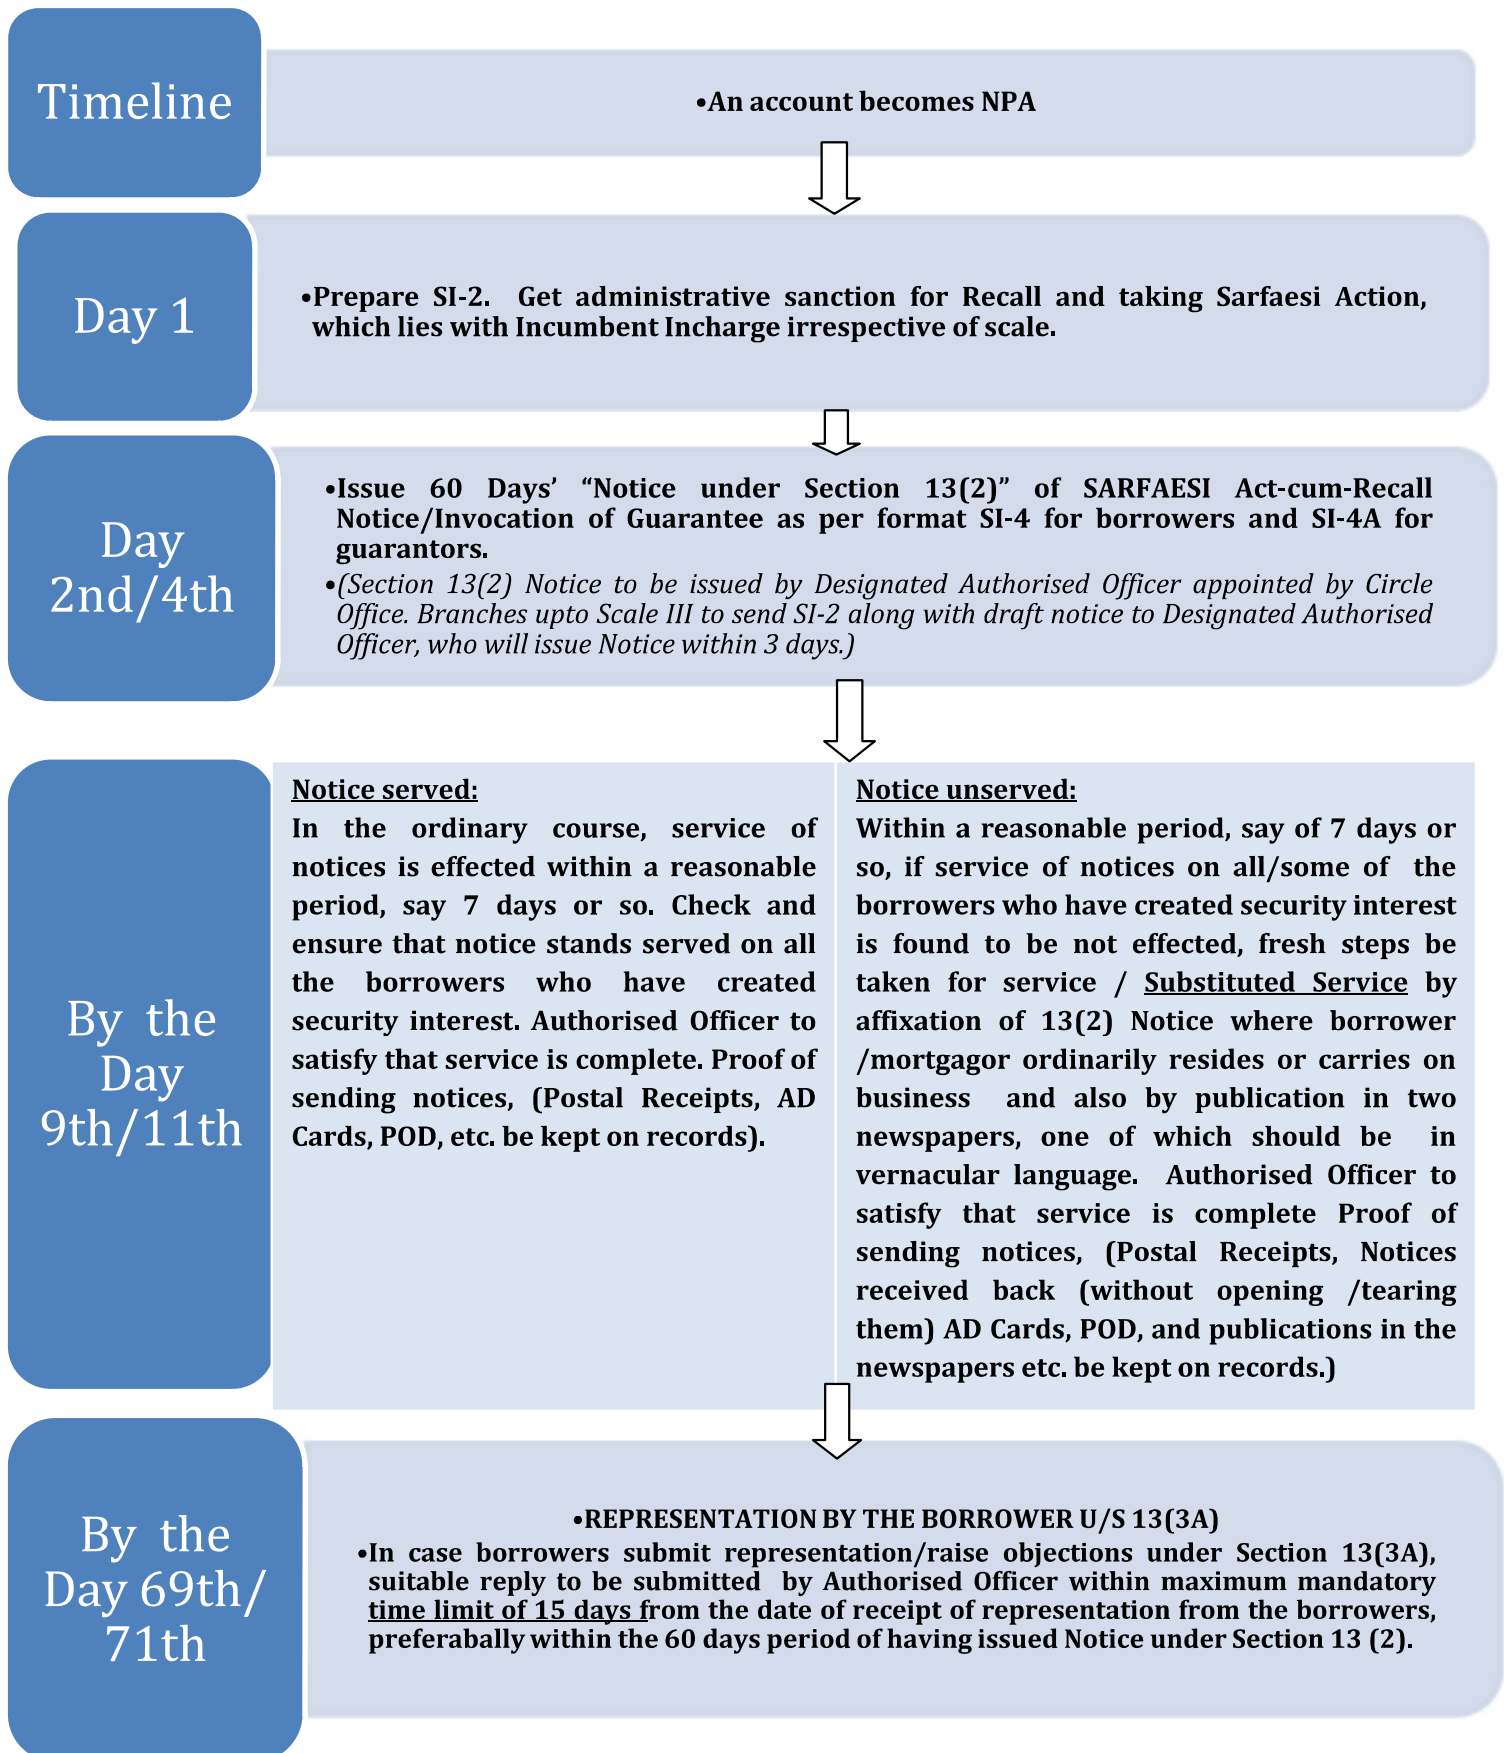 Timeline
•An account becomes NPA
Day 1
•Prepare SI-2. Get administrative sanction for Recall and taking Sarfaesi Action,
which lies with Incumbent Incharge irrespective of scale.
Day
2nd/4th
•Issue 60 Days’ “Notice under Section 13(2)” of SARFAESI Act-cum-Recall
Notice/Invocation of Guarantee as per format SI-4 for borrowers and SI-4A for
guarantors.
•(Section 13(2) Notice to be issued by Designated Authorised Officer appointed by Circle
Office. Branches upto Scale III to send SI-2 along with draft notice to Designated Authorised
Officer, who will issue Notice within 3 days.)
By the
Day
9th/11th
Notice served:
In the ordinary course, service of
notices is effected within a reasonable
period, say 7 days or so. Check and
ensure that notice stands served on all
the borrowers who have created
security interest. Authorised Officer to
satisfy that service is complete. Proof of
sending notices, (Postal Receipts, AD
Cards, POD, etc. be kept on records).
Notice unserved:
Within a reasonable period, say of 7 days or
so, if service of notices on all/some of the
borrowers who have created security interest
is found to be not effected, fresh steps be
taken for service / Substituted Service by
affixation of 13(2) Notice where borrower
/mortgagor ordinarily resides or carries on
business and also by publication in two
newspapers, one of which should be in
vernacular language. Authorised Officer to
satisfy that service is complete Proof of
sending notices, (Postal Receipts, Notices
received back (without opening /tearing
them) AD Cards, POD, and publications in the
newspapers etc. be kept on records.)
By the
Day 69th/
71th
•REPRESENTATION BY THE BORROWER U/S 13(3A)
•In case borrowers submit representation/raise objections under Section 13(3A),
suitable reply to be submitted by Authorised Officer within maximum mandatory
time limit of 15 days from the date of receipt of representation from the borrowers,
preferabally within the 60 days period of having issued Notice under Section 13 (2).